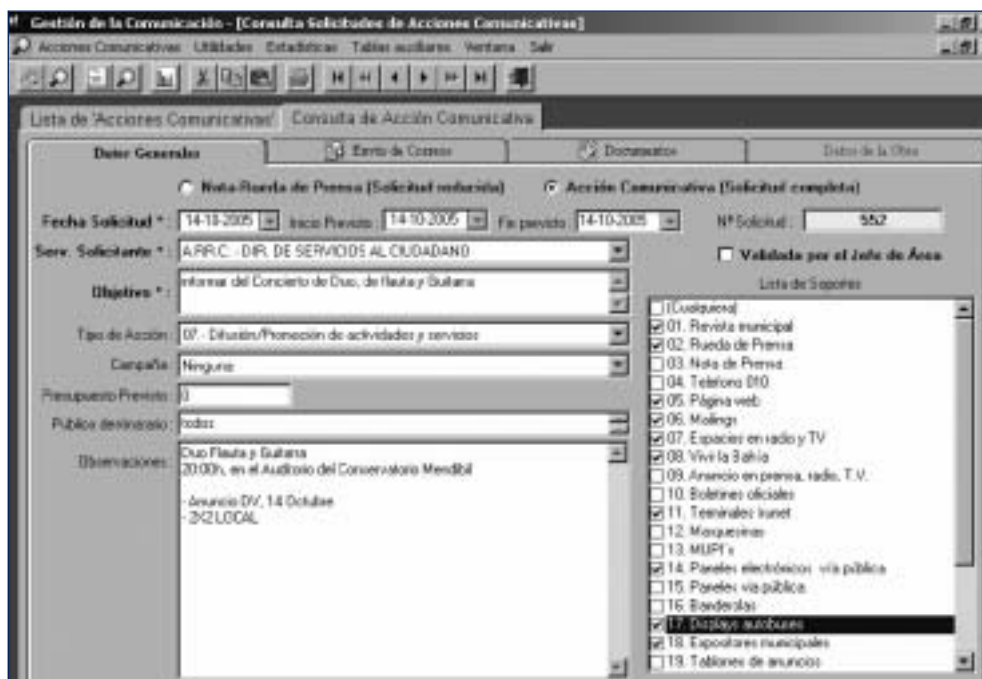 Gestión de la Comunicación - [Consulta Solicitudes de Acciones Comunicativas]
Acciones Comunicativas Utilidades Estadísticas Tablas auxiliares Ventana Salir
Lista de 'Acciones Comunicativas' Consulta de Acción Comunicativa
Datos Generales Envío de Correos Documentos Datos de la Obra
Nota-Rueda de Prensa (Solicitud reducida) Acción Comunicativa (Solicitud completa)
Fecha Solicitud * : 14-10-2005 Inicio Previsto : 14-10-2005 Fin previsto : 14-10-2005 Nº Solicitud : 552
Serv. Solicitante * : A.RR.C. - DIR. DE SERVICIOS AL CIUDADANO
Validada por el Jefe de Área
Objetivo * : informar del Concierto de Duo, de flauta y Guitarra
Lista de Soportes
Tipo de Acción : 07.- Difusión/Promoción de actividades y servicios
Campaña : Ninguna
Presupuesto Previsto : 0
Público destinatario : todos
Observaciones : Duo Flauta y Guitarra
20:00h, en el Auditorio del Conservatorio Mendibil
- Anuncio DV, 14 Octubre
- 2X2 LOCAL
(Cualquiera)
01. Revista municipal
02. Rueda de Prensa
03. Nota de Prensa
04. Telefono 010
05. Página web
06. Mailings
07. Espacios en radio y TV
08. Vivir la Bahía
09. Anuncio en prensa, radio, T.V.
10. Boletines oficiales
11. Terminales irunet
12. Marquesinas
13. MUPI's
14. Paneles electrónicos vía pública
15. Paneles vía pública
16. Banderolas
17. Displays autobuses
18. Expositores municipales
19. Tablones de anuncios